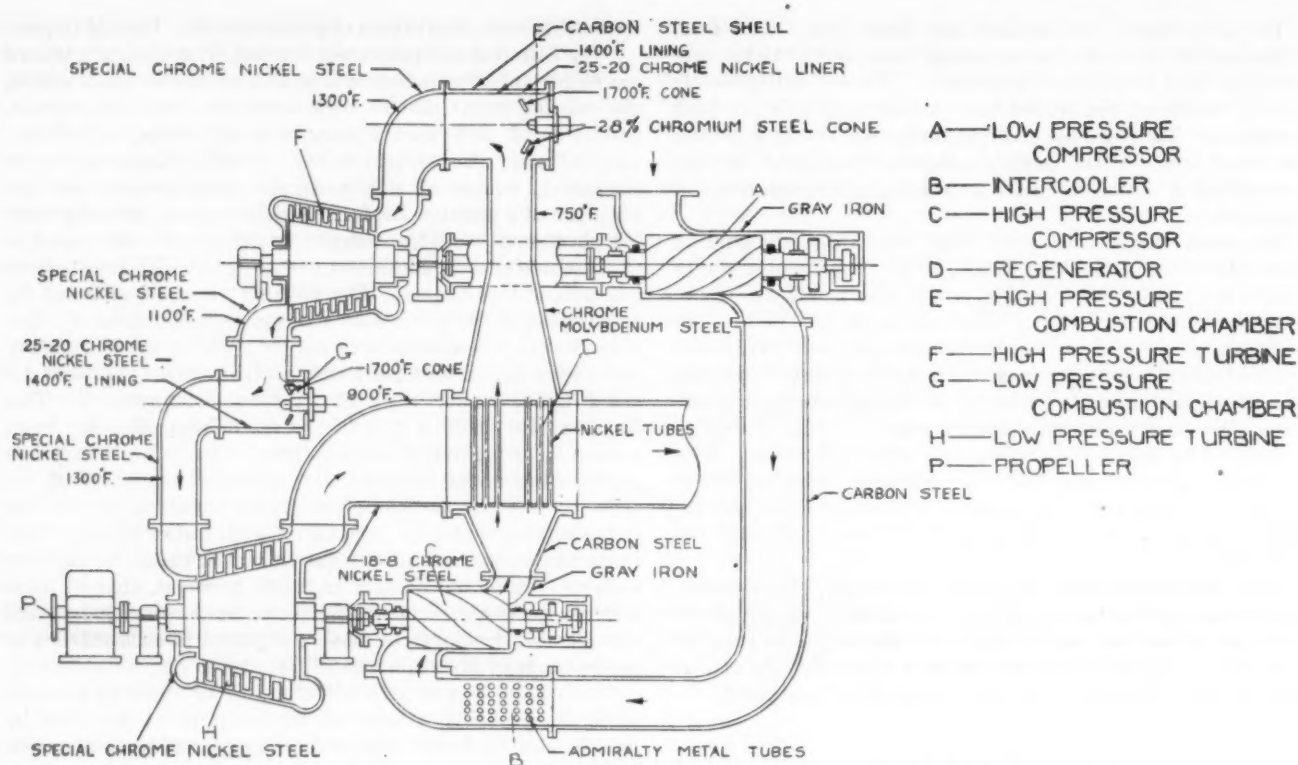 E
CARBON STEEL SHELL
1400°F. LINING
SPECIAL CHROME NICKEL STEEL
25-20 CHROME NICKEL LINER
1300°F.
1700°F. CONE
F
28% CHROMIUM STEEL CONE
A
750°F.
GRAY IRON
SPECIAL CHROME
NICKEL STEEL
1100°F.
CHROME
MOLYBDENUM STEEL
25-20 CHROME
NICKEL STEEL
1400°F. LINING
G
1700°F. CONE
D
900°F.
NICKEL TUBES
SPECIAL CHROME
NICKEL STEEL
1300°F.
CARBON STEEL
18-8 CHROME
NICKEL STEEL
C
CARBON STEEL
GRAY IRON
P
H
SPECIAL CHROME NICKEL STEEL
B
ADMIRALTY METAL TUBES
A—LOW PRESSURE
COMPRESSOR
B—INTERCOOLER
C—HIGH PRESSURE
COMPRESSOR
D—REGENERATOR
E—HIGH PRESSURE
COMBUSTION CHAMBER
F—HIGH PRESSURE TURBINE
G—LOW PRESSURE
COMBUSTION CHAMBER
H—LOW PRESSURE TURBINE
P—PROPELLER